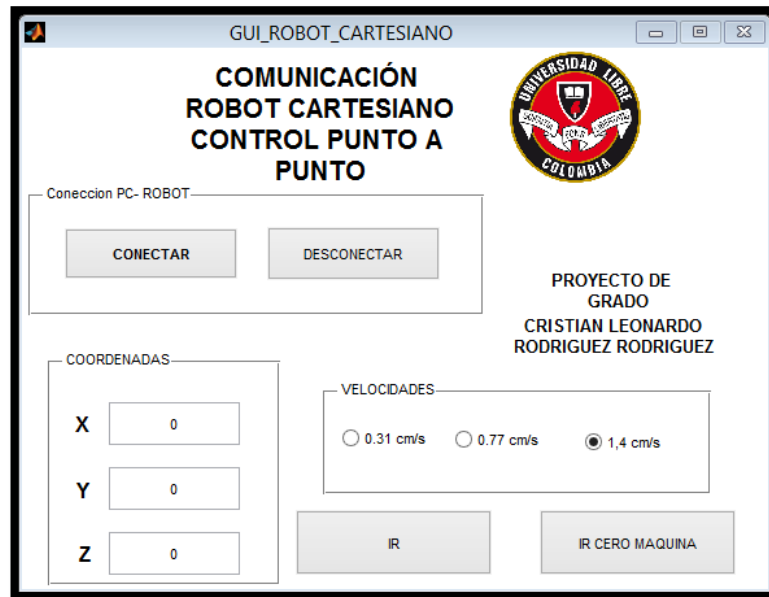 GUI_ROBOT_CARTESIANO
COMUNICACIÓN
ROBOT CARTESIANO
CONTROL PUNTO A
PUNTO
UNIVERSIDAD LIBRE
COLOMBIA
Coneccion PC- ROBOT
CONECTAR
DESCONECTAR
PROYECTO DE
GRADO
CRISTIAN LEONARDO
RODRIGUEZ RODRIGUEZ
COORDENADAS
X 0
Y 0
Z 0
VELOCIDADES
0.31 cm/s 0.77 cm/s 1,4 cm/s
IR
IR CERO MAQUINA